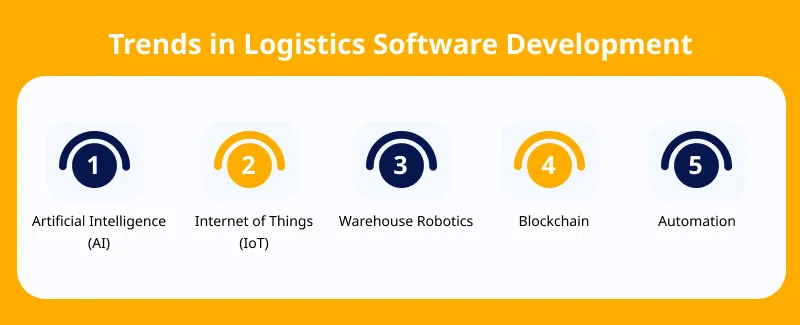 Trends in Logistics Software Development
1
Artificial Intelligence
(AI)
2
Internet of Things
(IoT)
3
Warehouse Robotics
4
Blockchain
5
Automation